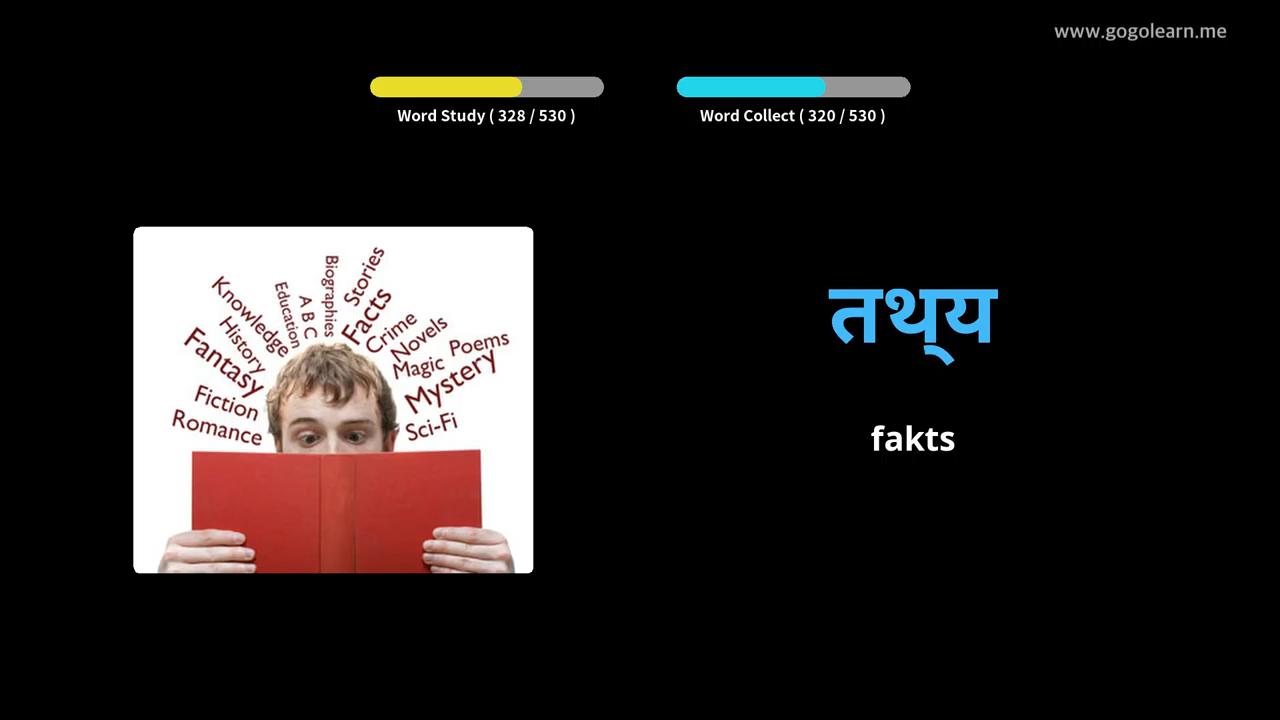 www.gogolearn.me
Word Study ( 328 / 530 )
Word Collect ( 320 / 530 )
तथ्‌य
fakts
Biographies
Stories
Knowledge
Education
A B C
Facts
History
Crime
Novels
Fantasy
Magic
Poems
Fiction
Mystery
Romance
Sci-Fi